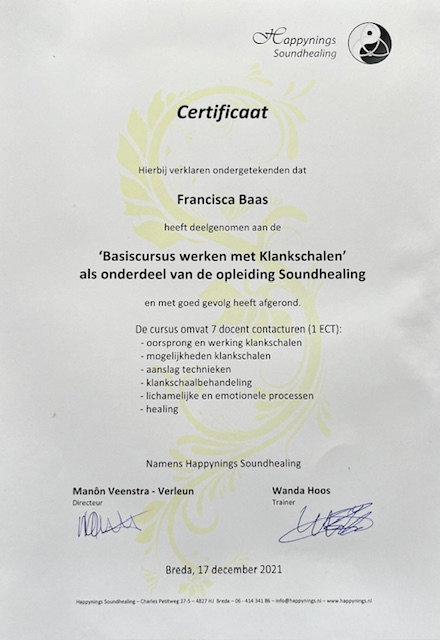 Happynings
Soundhealing
Certificaat
Hierbij verklaren ondergetekenden dat
Francisca Baas
heeft deelgenomen aan de
‘Basiscursus werken met Klankschalen’
als onderdeel van de opleiding Soundhealing
en met goed gevolg heeft afgerond.
De cursus omvat 7 docent contacturen (1 ECT):
- oorsprong en werking klankschalen
- mogelijkheden klankschalen
- aanslag technieken
- klankschaalbehandeling
- lichamelijke en emotionele processen
- healing
Namens Happynings Soundhealing
Manôn Veenstra - Verleun
Directeur
Wanda Hoos
Trainer
Breda, 17 december 2021
Happynings Soundhealing – Charles Petitweg 37-5 – 4827 HJ Breda – 06 - 414 341 86 – info@happynings.nl – www.happynings.nl